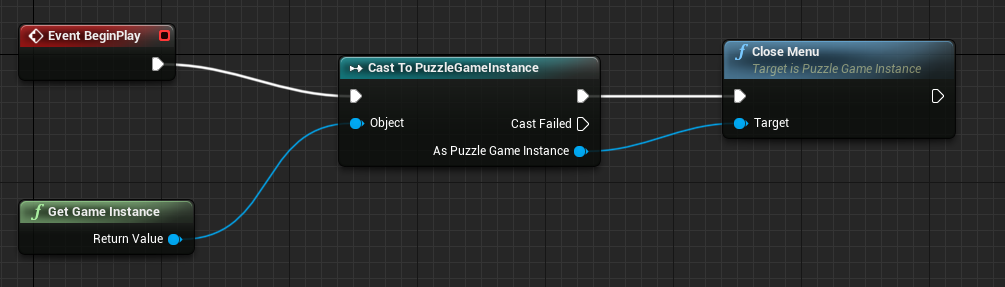 Event BeginPlay
Cast To PuzzleGameInstance
Object
Cast Failed
As Puzzle Game Instance
f Close Menu
Target is Puzzle Game Instance
Target
f Get Game Instance
Return Value